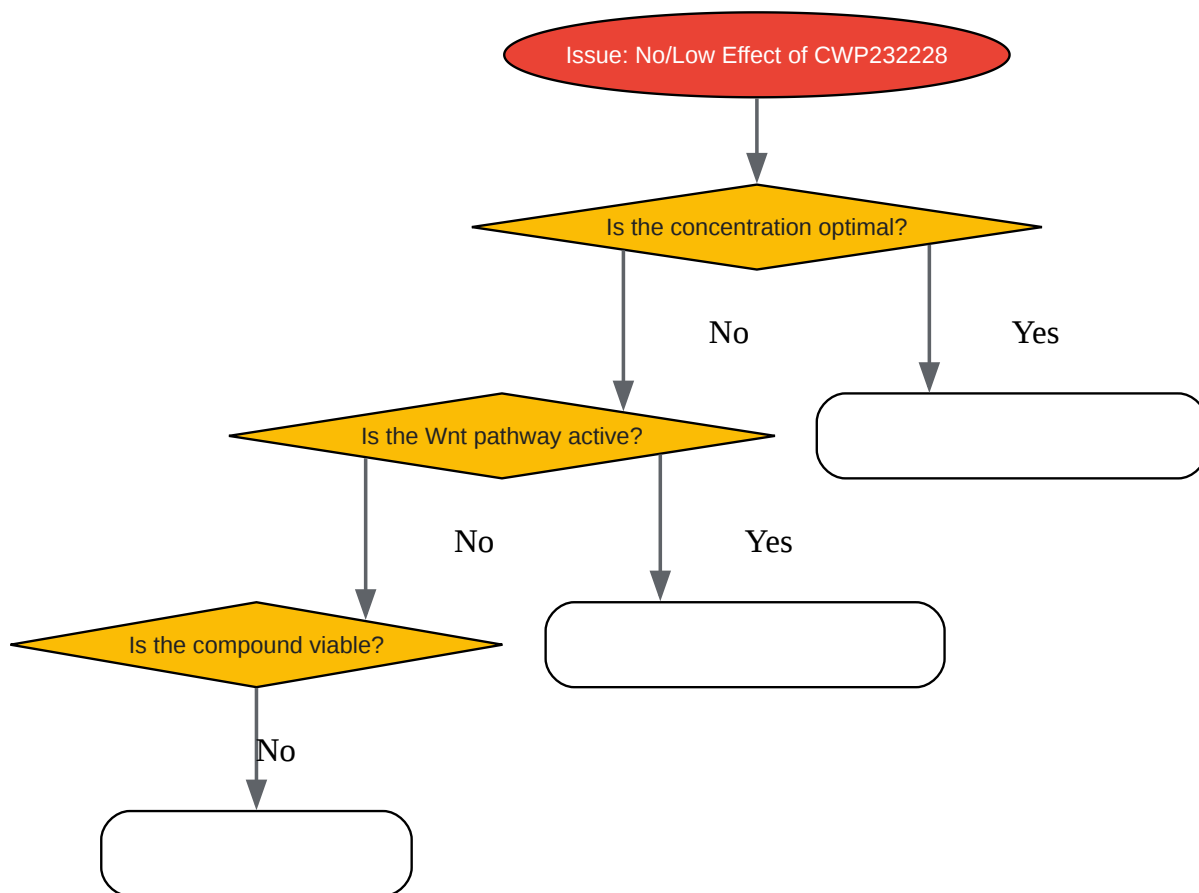 Issue: No/Low Effect of CWP232228
Is the concentration optimal?
No
Yes
Is the Wnt pathway active?
No
Yes
Is the compound viable?
No